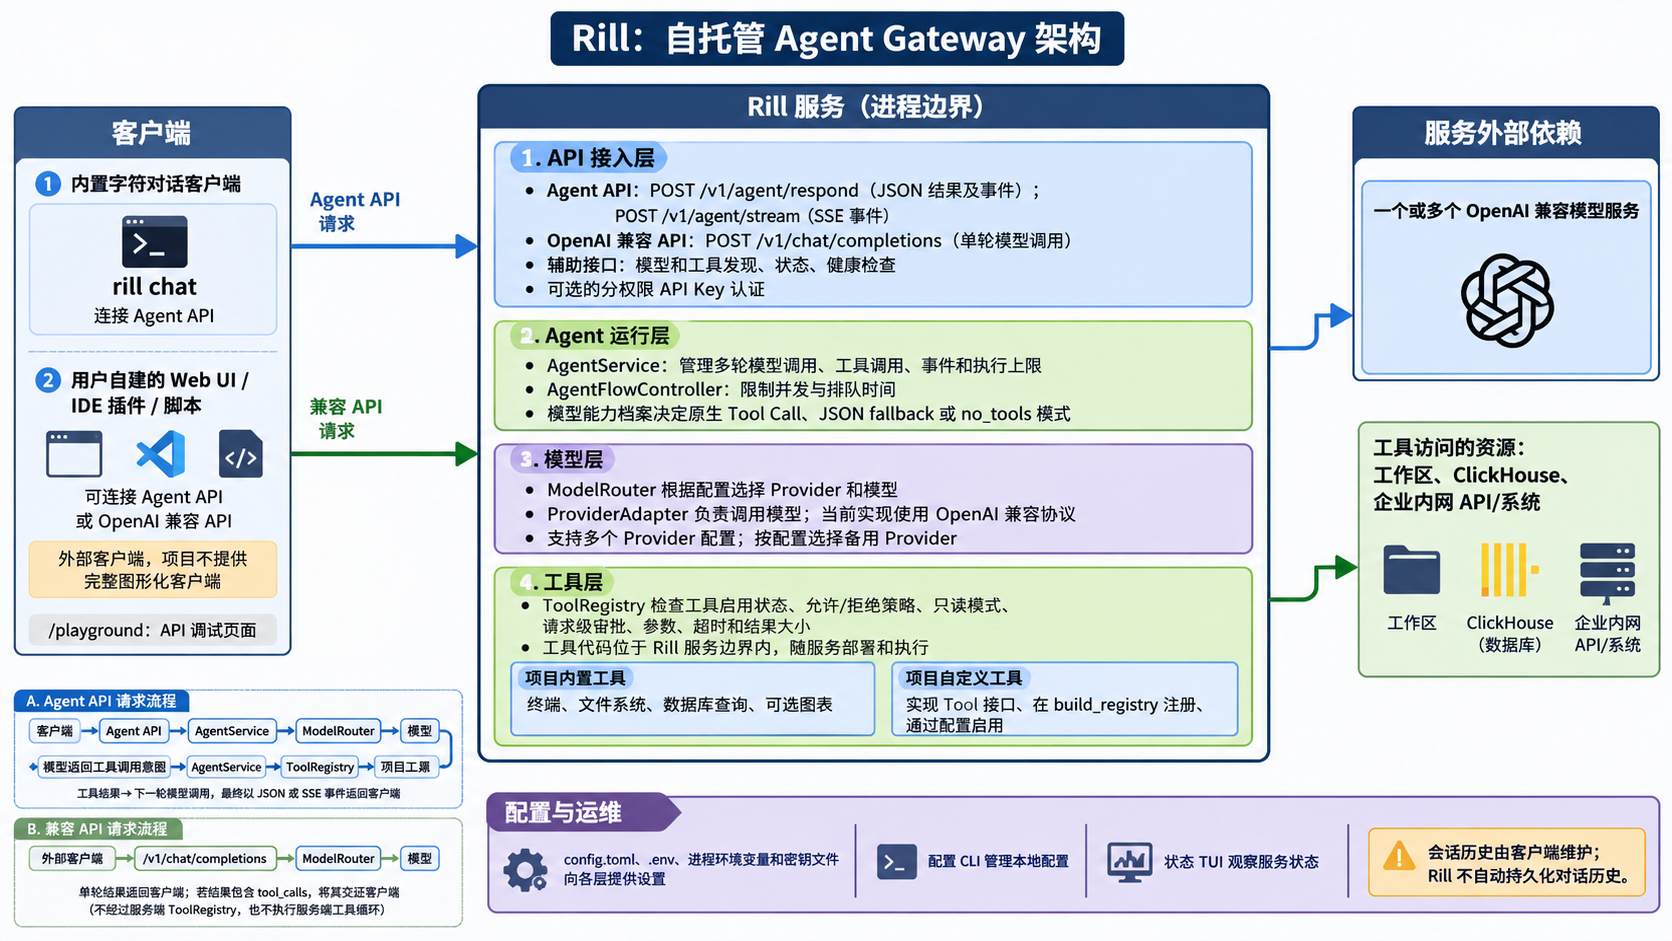 Rill：自托管 Agent Gateway 架构
客户端
1 内置字符对话客户端
rill chat
连接 Agent API
2 用户自建的 Web UI /
IDE 插件 / 脚本
可连接 Agent API
或 OpenAI 兼容 API
外部客户端，项目不提供
完整图形化客户端
/playground：API 调试页面
Agent API
请求
兼容 API
请求
Rill 服务（进程边界）
1. API 接入层
• Agent API：POST /v1/agent/respond（JSON 结果及事件）；
POST /v1/agent/stream（SSE 事件）
• OpenAI 兼容 API：POST /v1/chat/completions（单轮模型调用）
• 辅助接口：模型和工具发现、状态、健康检查
• 可选的分权限 API Key 认证
2. Agent 运行层
• AgentService：管理多轮模型调用、工具调用、事件和执行上限
• AgentFlowController：限制并发与排队时间
• 模型能力档案决定原生 Tool Call、JSON fallback 或 no_tools 模式
3. 模型层
• ModelRouter 根据配置选择 Provider 和模型
• ProviderAdapter 负责调用模型；当前实现使用 OpenAI 兼容协议
• 支持多个 Provider 配置；按配置选择备用 Provider
4. 工具层
• ToolRegistry 检查工具启用状态、允许/拒绝策略、只读模式、
请求级审批、参数、超时和结果大小
• 工具代码位于 Rill 服务边界内，随服务部署和执行
项目内置工具
终端、文件系统、数据库查询、可选图表
项目自定义工具
实现 Tool 接口、在 build_registry 注册、
通过配置启用
服务外部依赖
一个或多个 OpenAI 兼容模型服务
工具访问的资源：
工作区、ClickHouse、
企业内网 API/系统
工作区
ClickHouse
（数据库）
企业内网
API/系统
A. Agent API 请求流程
客户端 Agent API AgentService ModelRouter 模型
模型返回工具调用意图 AgentService ToolRegistry 项目工具
工具结果→下一轮模型调用，最终以 JSON 或 SSE 事件返回客户端
B. 兼容 API 请求流程
外部客户端 /v1/chat/completions ModelRouter 模型
单轮结果返回客户端；若结果包含 tool_calls，将其交还客户端
（不经过服务端 ToolRegistry，也不执行服务端工具循环）
配置与运维
config.toml、.env、进程环境变量和密钥文件
向各层提供设置
配置 CLI 管理本地配置
状态 TUI 观察服务状态
会话历史由客户端维护；
Rill 不自动持久化对话历史。